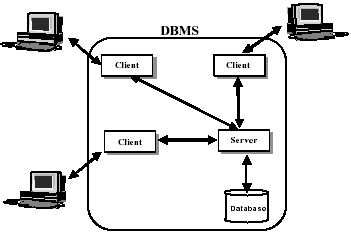 DBMS
Client
Client
Client
Server
Database